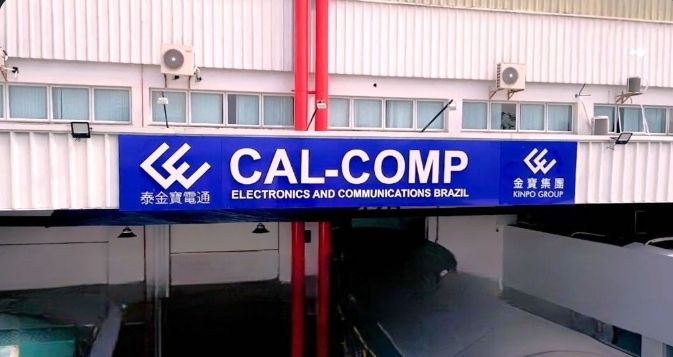 泰金寶電通
CAL-COMP
ELECTRONICS AND COMMUNICATIONS BRAZIL
金寶集團
KINPO GROUP